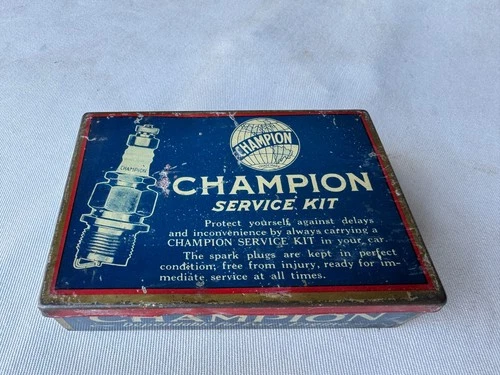 CHAMPION
CHAMPION
CHAMPION
SERVICE KIT
Protect yourself against delays
and inconvenience by always carrying a
CHAMPION SERVICE KIT in your car.
The spark plugs are kept in perfect
condition, free from injury, ready for im-
mediate service at all times.
CHAMPION